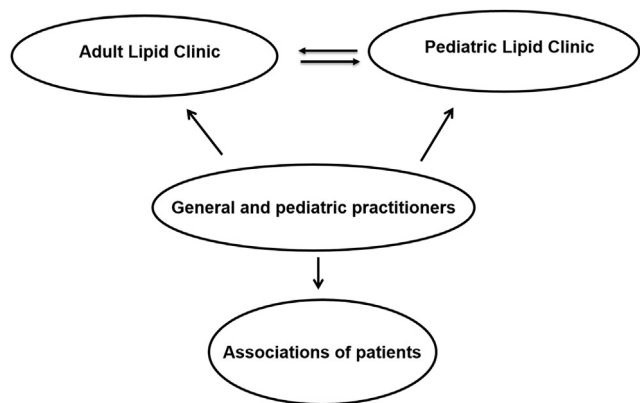 Adult Lipid Clinic
Pediatric Lipid Clinic
General and pediatric practitioners
Associations of patients